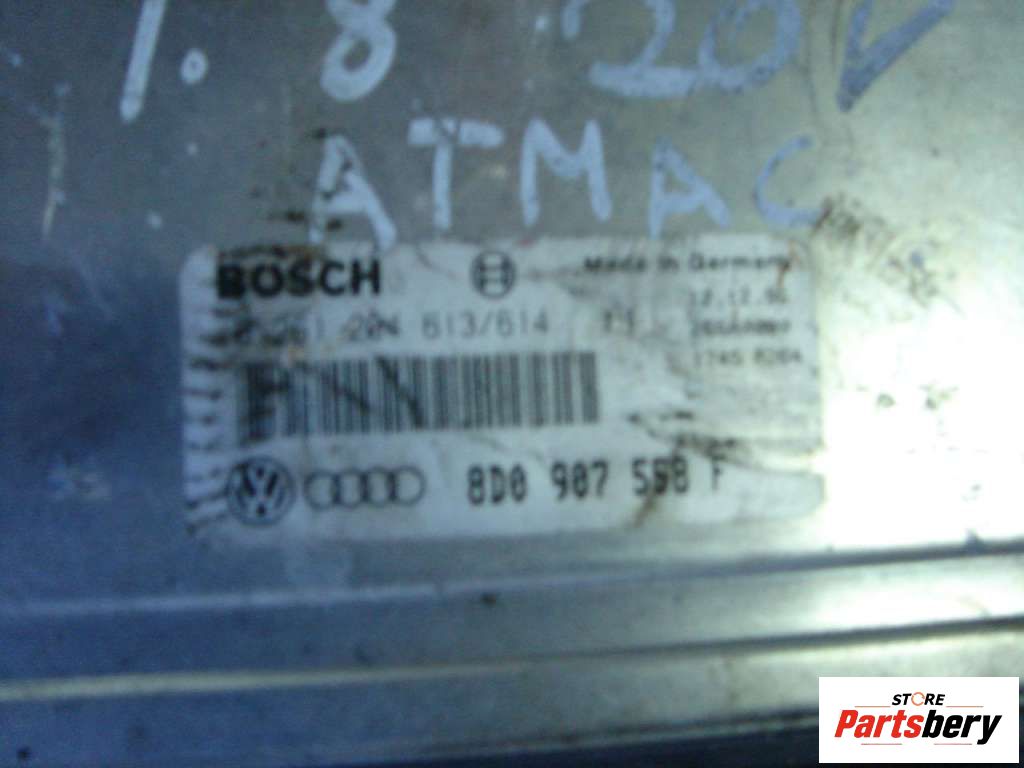 1.8 20V
ATMAC
BOSCH
Made in Germany
613/614
8D0 907 558 F
STORE
Partsbery